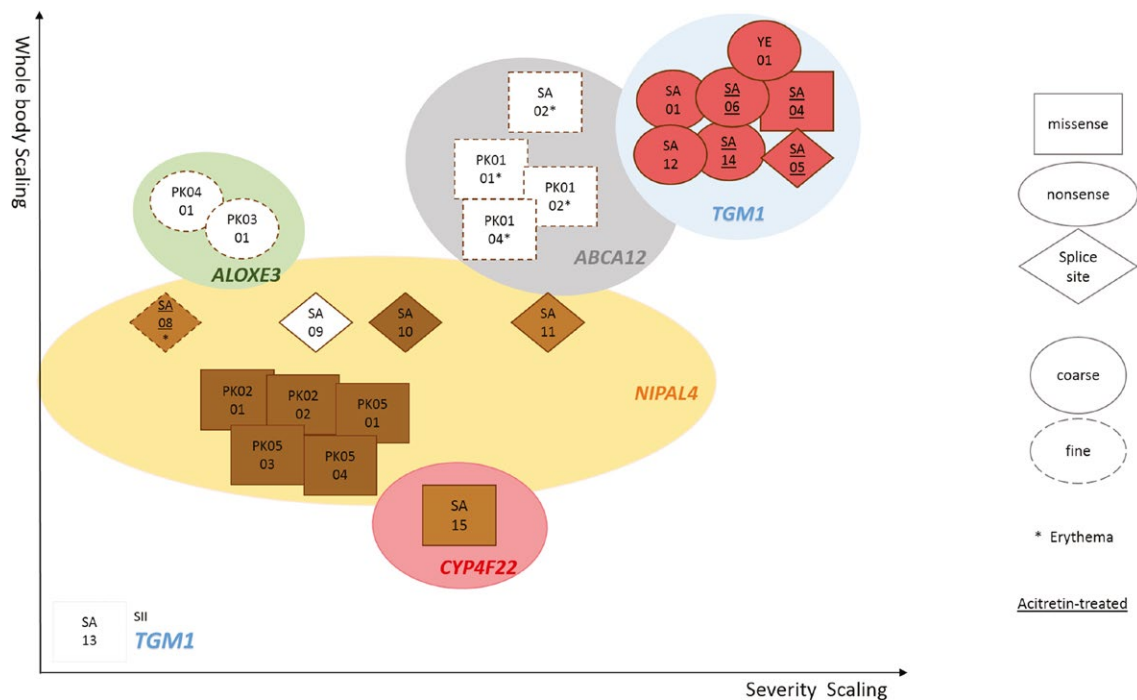 Whole body Scaling
YE
01
SA
01
SA
06
SA
04
SA
12
SA
14
SA
05
TGM1
SA
02*
PK01
01*
PK01
02*
PK01
04*
ABCA12
PK04
01
PK03
01
ALOXE3
SA
08
*
SA
09
SA
10
SA
11
NIPAL4
PK02
01
PK02
02
PK05
01
PK05
03
PK05
04
SA
15
CYP4F22
SA
13
SII
TGM1
Severity Scaling
missense
nonsense
Splice
site
coarse
fine
* Erythema
Acitretin-treated